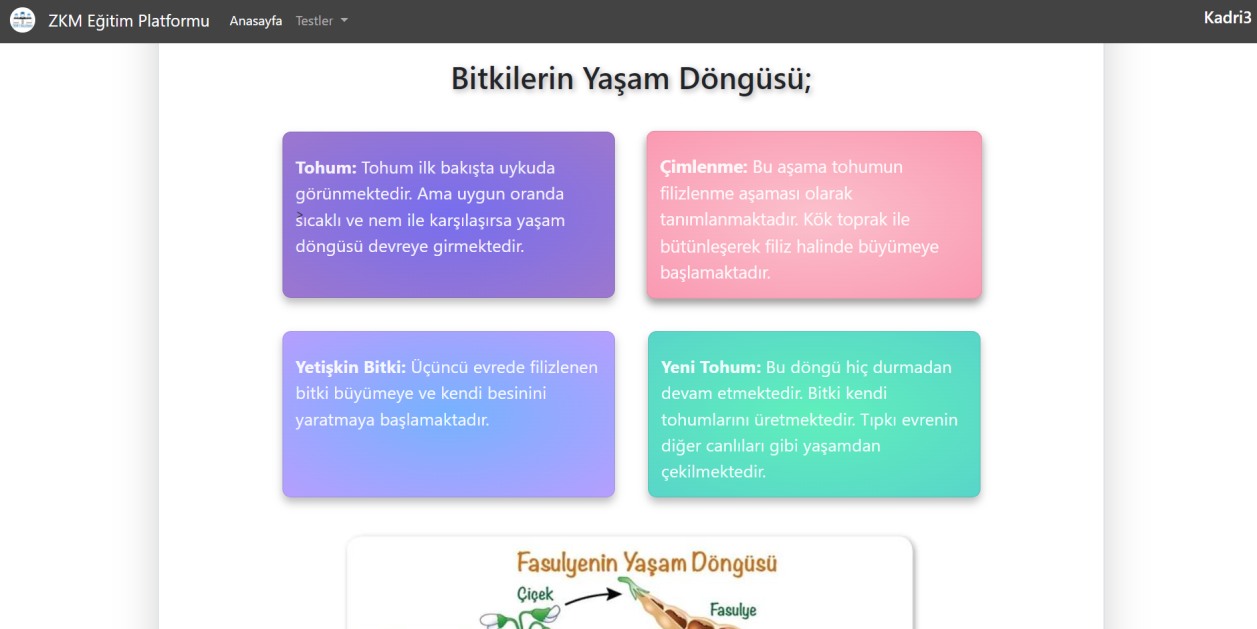 ZKM Eğitim Platformu Anasayfa Testler Kadri3
Bitkilerin Yaşam Döngüsü;
Tohum: Tohum ilk bakışta uykuda
görünmektedir. Ama uygun oranda
sıcaklı ve nem ile karşılaşırsa yaşam
döngüsü devreye girmektedir.
Çimlenme: Bu aşama tohumun
filizlenme aşaması olarak
tanımlanmaktadır. Kök toprak ile
bütünleşerek filiz halinde büyümeye
başlamaktadır.
Yetişkin Bitki: Üçüncü evrede filizlenen
bitki büyümeye ve kendi besinini
yaratmaya başlamaktadır.
Yeni Tohum: Bu döngü hiç durmadan
devam etmektedir. Bitki kendi
tohumlarını üretmektedir. Tıpkı evrenin
diğer canlıları gibi yaşamdan
çekilmektedir.
Fasulyenin Yaşam Döngüsü
Çiçek
Fasulye